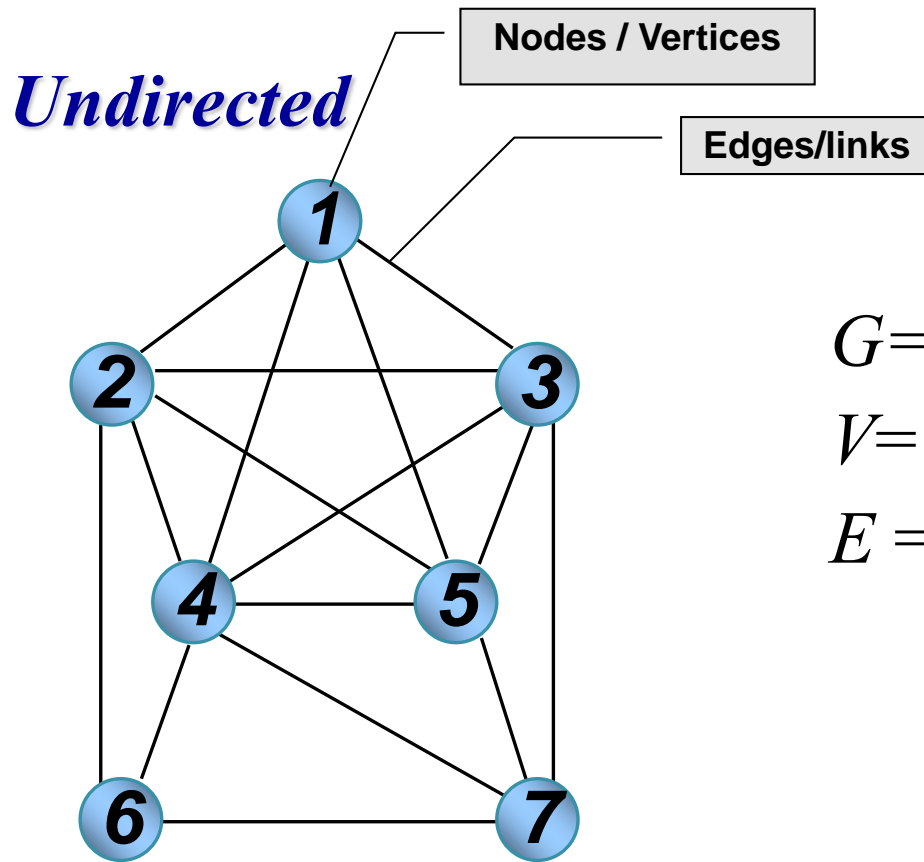 Nodes / Vertices
Undirected
Edges/links
1
2
3
G=
V=
E =
4
5
6
7